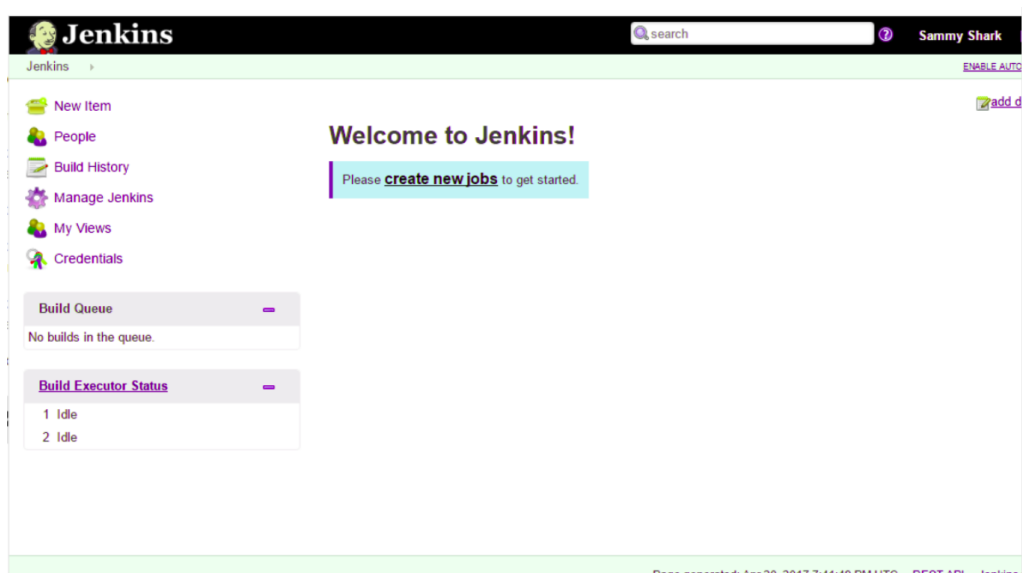 Jenkins
search
Sammy Shark
Jenkins
ENABLE AUTO
New Item
add d
People
Welcome to Jenkins!
Build History
Please create new jobs to get started.
Manage Jenkins
My Views
Credentials
Build Queue
No builds in the queue.
Build Executor Status
1 Idle
2 Idle